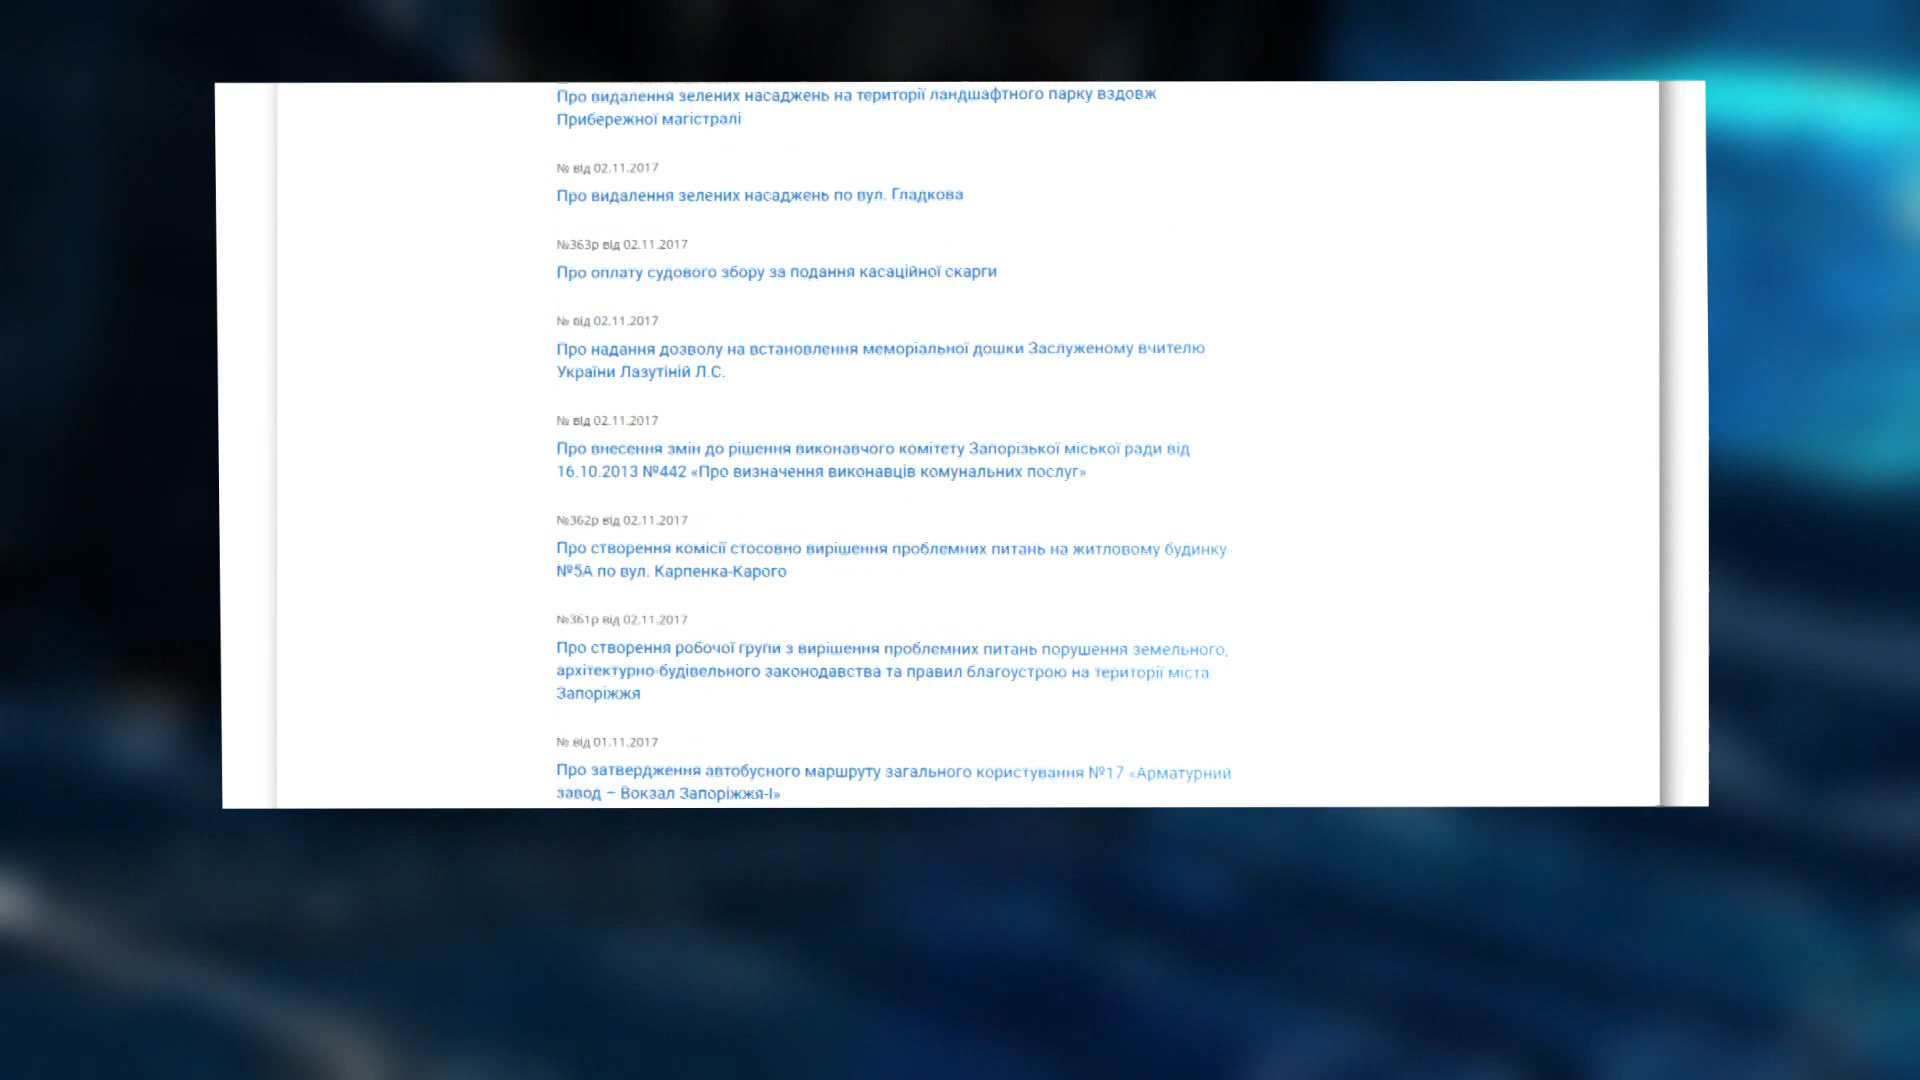 Про видалення зелених насаджень на території ландшафтного парку вздовж
Прибережної магістралі
№ від 02.11.2017
Про видалення зелених насаджень по вул. Гладкова
№363р від 02.11.2017
Про оплату судового збору за подання касаційної скарги
№ від 02.11.2017
Про надання дозволу на встановлення меморіальної дошки Заслуженому вчителю
України Лазутіній Л.С.
№ від 02.11.2017
Про внесення змін до рішення виконавчого комітету Запорізької міської ради від
16.10.2013 №442 «Про визначення виконавців комунальних послуг»
№362р від 02.11.2017
Про створення комісії стосовно вирішення проблемних питань на житловому будинку
№5А по вул. Карпенка-Карого
№361р від 02.11.2017
Про створення робочої групи з вирішення проблемних питань порушення земельного,
архітектурно-будівельного законодавства та правил благоустрою на території міста
Запоріжжя
№ від 01.11.2017
Про затвердження автобусного маршруту загального користування №17 «Арматурний
завод – Вокзал Запоріжжя-І»